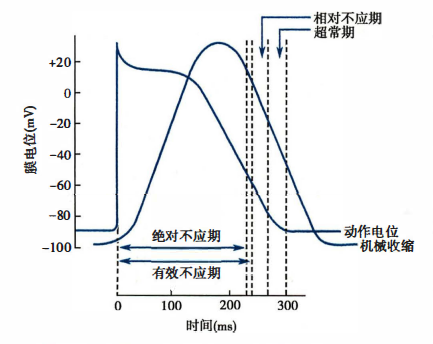 相对不应期
超常期
+20
0
-20
-40
-60
-80
-100
膜电位(mV)
绝对不应期
有效不应期
动作电位
机械收缩
0 100 200 300
时间(ms)